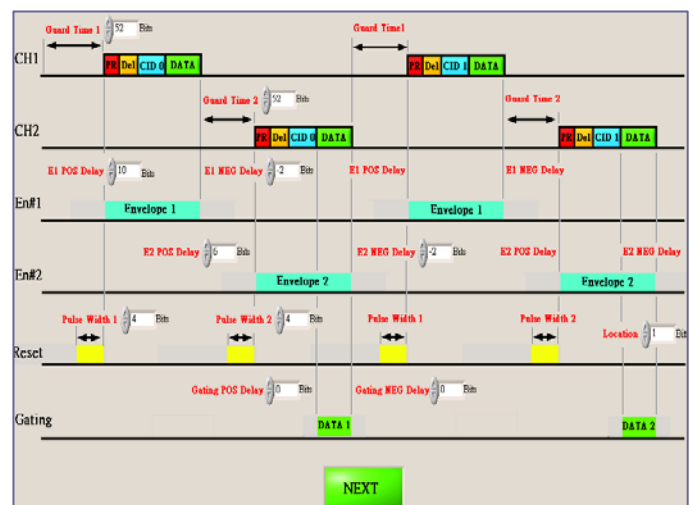 Guard Time 1 52 Bits Guard Time1
CH1 PR Del CID 0 DATA PR Del CID 1 DATA
Guard Time 2 52 Bits Guard Time 2
CH2 PR Del CID 0 DATA PR Del CID 1 DATA
E1 POS Delay 10 Bits E1 NEG Delay -2 Bits E1 POS Delay E1 NEG Delay
En#1 Envelope 1 Envelope 1
E2 POS Delay 6 Bits E2 NEG Delay -2 Bits E2 POS Delay E2 NEG Delay
En#2 Envelope 2 Envelope 2
Pulse Width 1 4 Bits Pulse Width 2 4 Bits Pulse Width 1 Pulse Width 2
Location 1 Bits
Reset
Gating POS Delay 0 Bits Gating NEG Delay 0 Bits
Gating DATA 1 DATA 2
NEXT